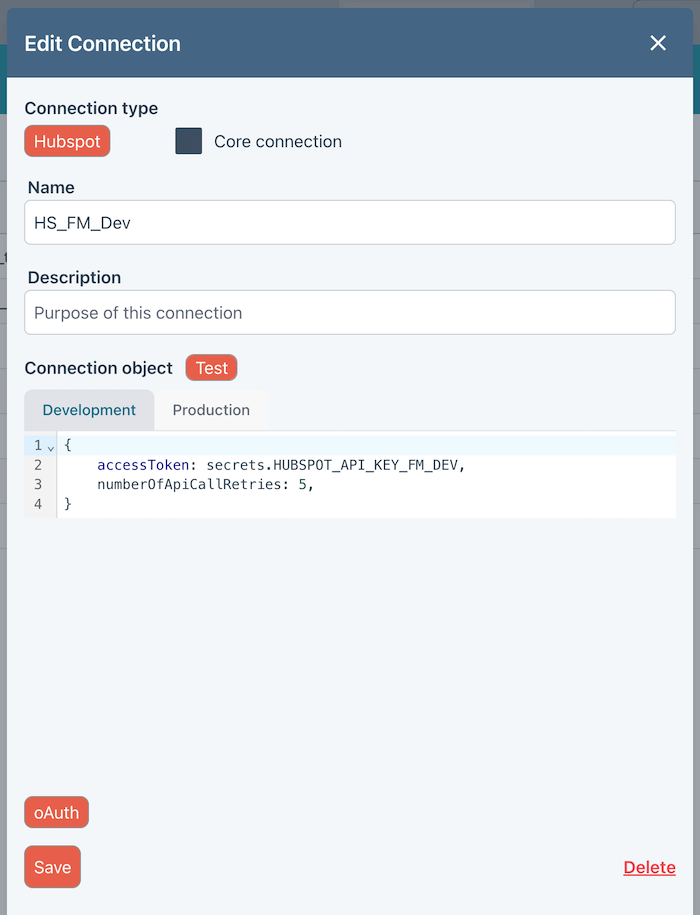 Edit Connection
Connection type
Hubspot
Core connection
Name
HS_FM_Dev
Description
Purpose of this connection
Connection object Test
Development Production
1 {
2 accessToken: secrets.HUBSPOT_API_KEY_FM_DEV,
3 numberOfApiCallRetries: 5,
4 }
oAuth
Save
Delete